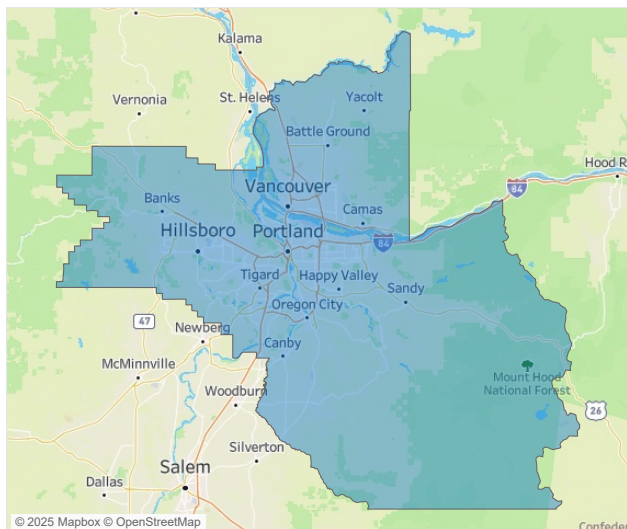 Kalama
Vernonia
St. Helens
Yacolt
Battle Ground
Hood R
84
Banks
Vancouver
Camas
Hillsboro
Portland
84
Tigard
Happy Valley
Sandy
Oregon City
47
Newberg
Canby
McMinnville
Mount Hood
National Forest
Woodburn
26
Silverton
Salem
Dallas
© 2025 Mapbox © OpenStreetMap
Confede